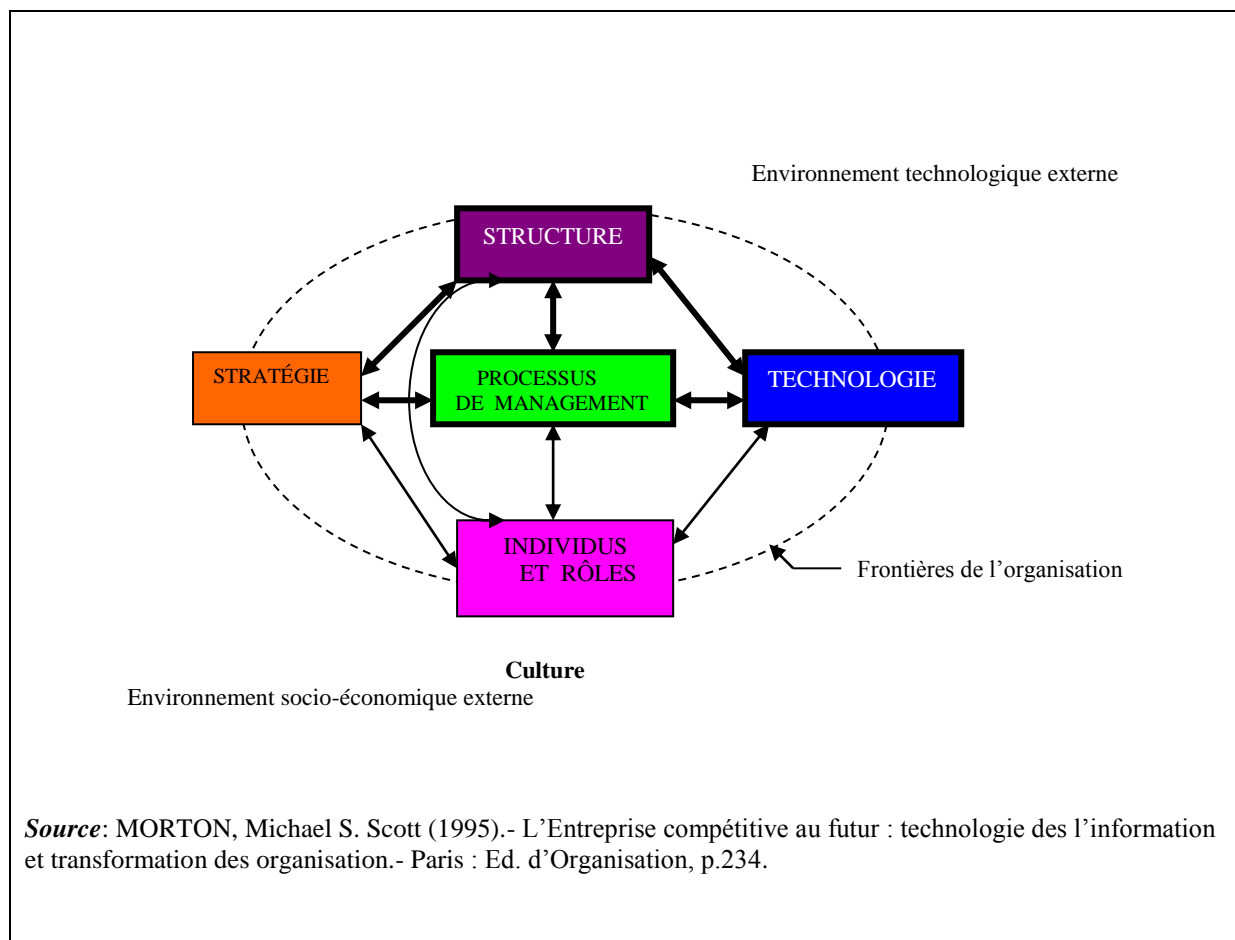 Environnement technologique externe
STRUCTURE
STRATÉGIE
PROCESSUS
DE MANAGEMENT
TECHNOLOGIE
INDIVIDUS
ET RÔLES
Frontières de l’organisation
Culture
Environnement socio-économique externe
Source: MORTON, Michael S. Scott (1995).- L’Entreprise compétitive au futur : technologie des l’information
et transformation des organisation.- Paris : Ed. d’Organisation, p.234.